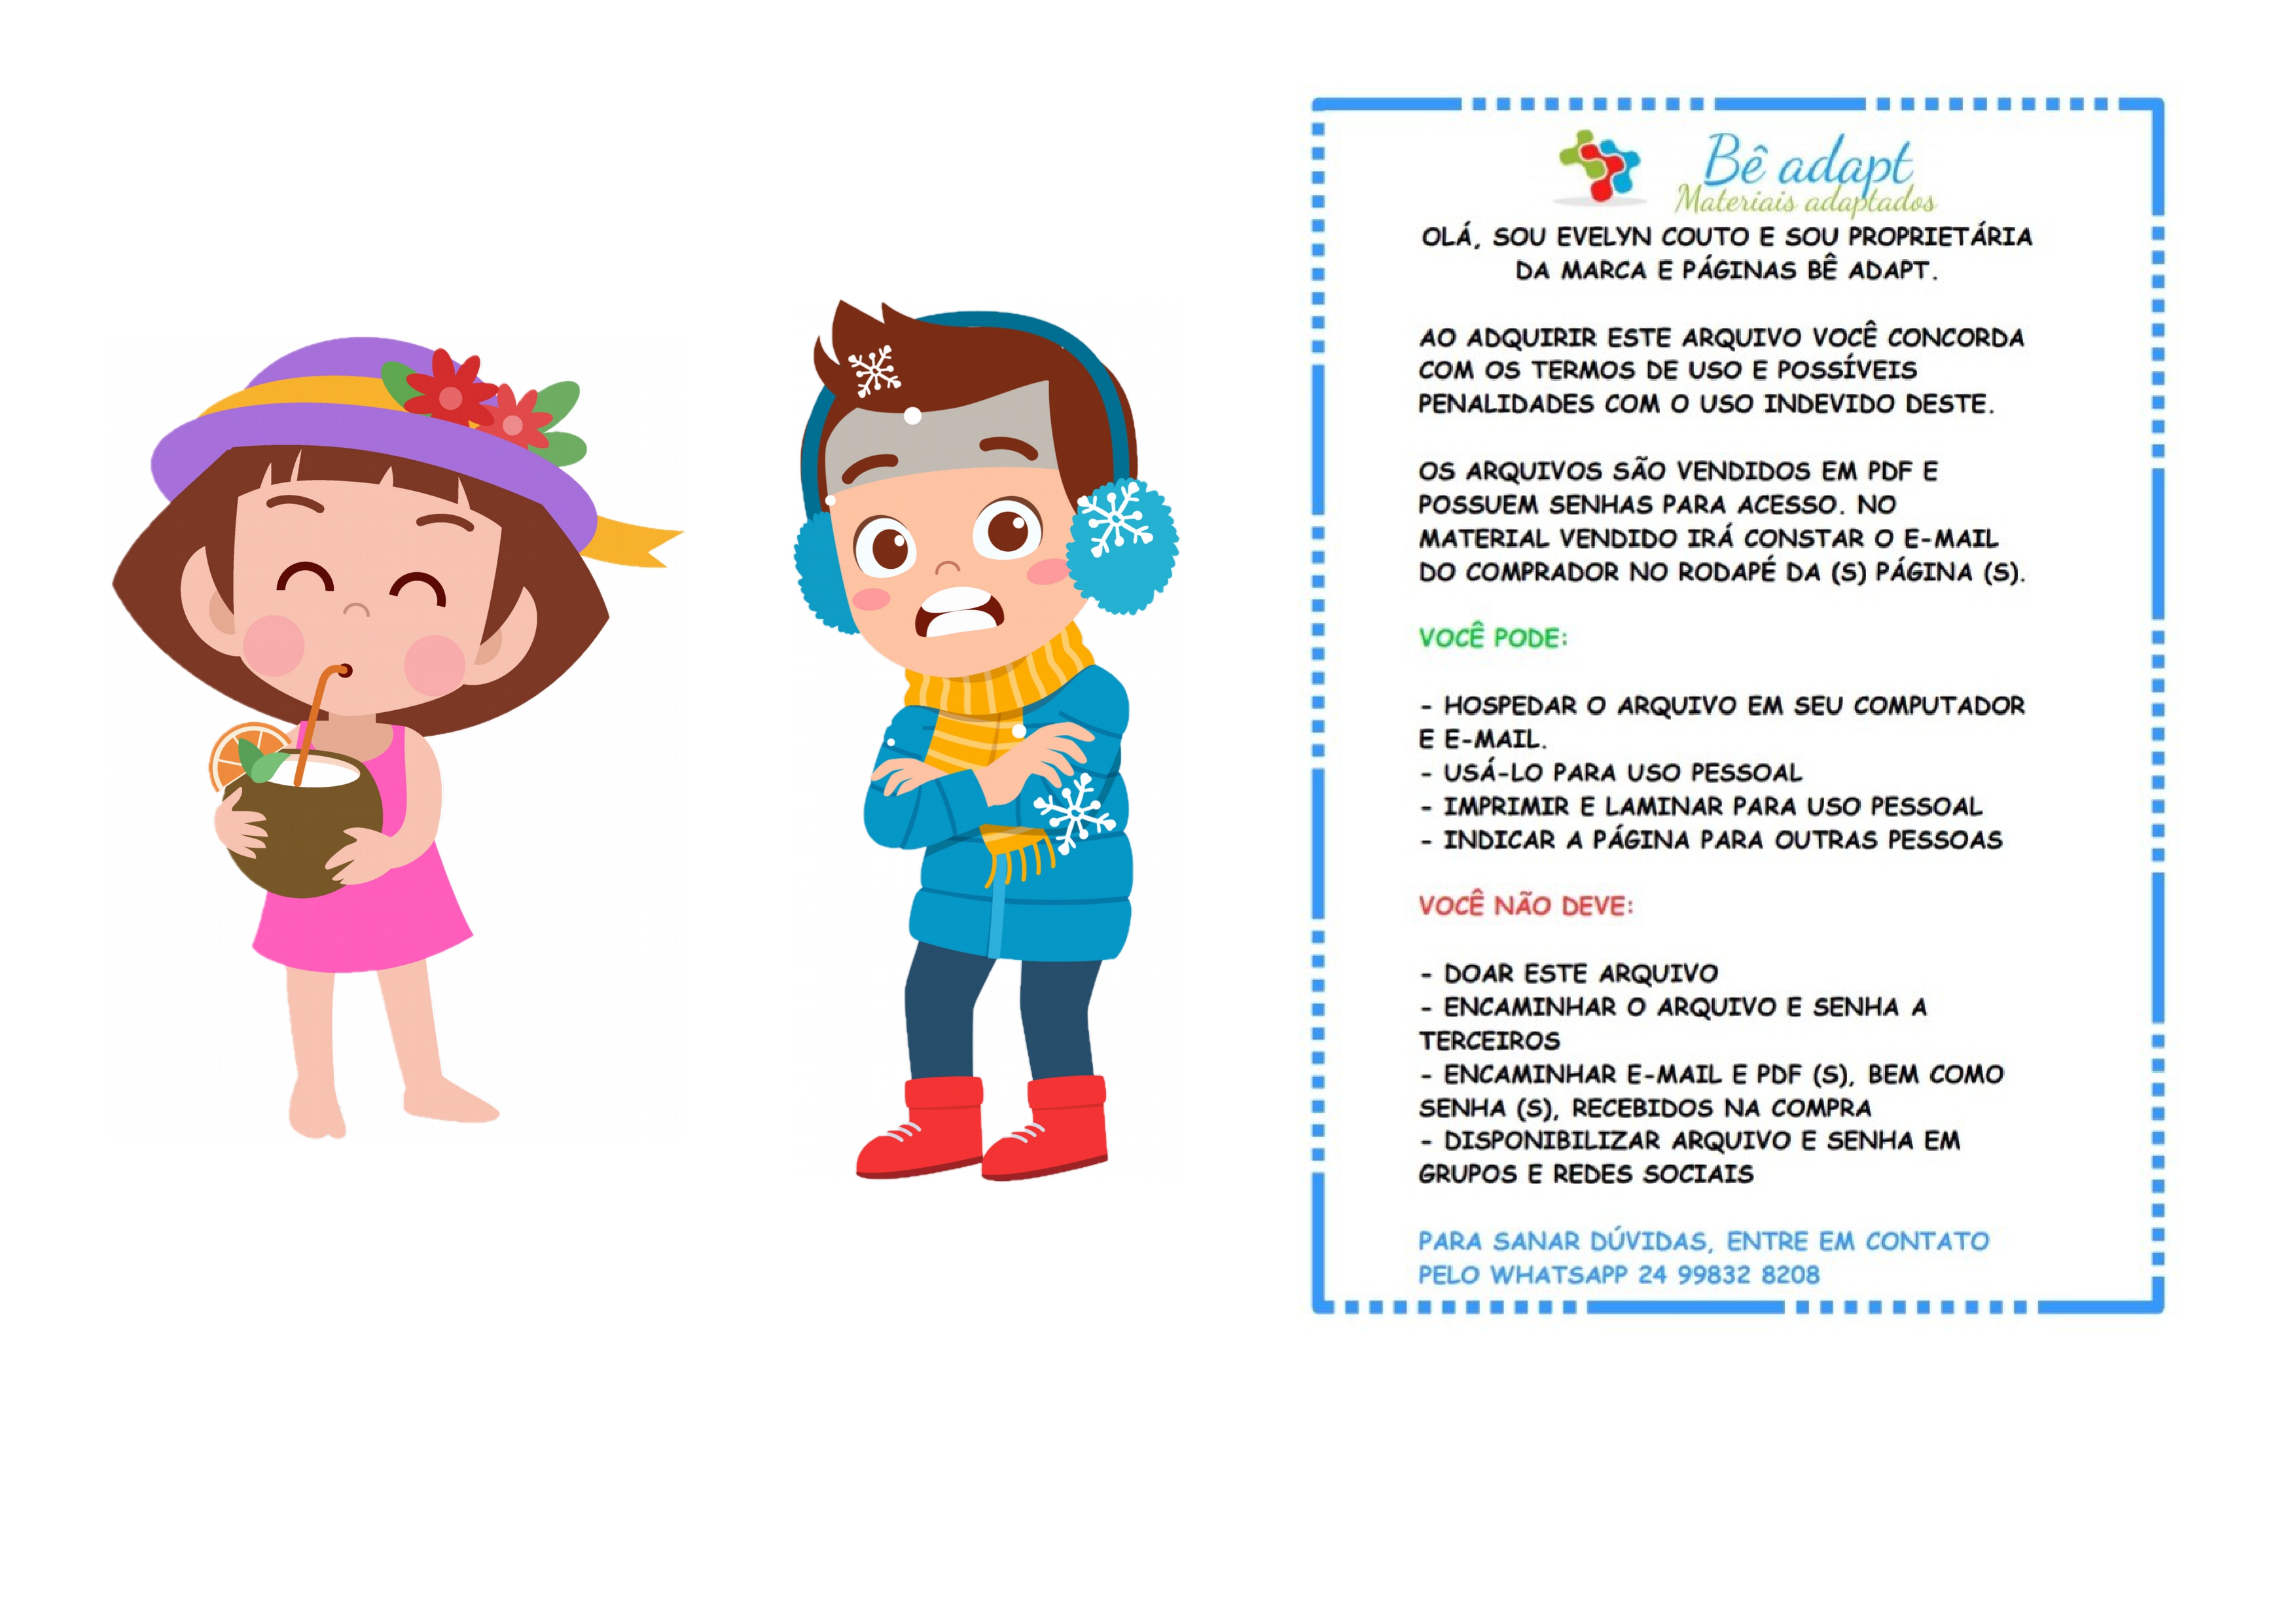 Bê adapt
Materiais adaptados
OLÁ, SOU EVELYN COUTO E SOU PROPRIETÁRIA
DA MARCA E PÁGINAS BÊ ADAPT.
AO ADQUIRIR ESTE ARQUIVO VOCÊ CONCORDA
COM OS TERMOS DE USO E POSSÍVEIS
PENALIDADES COM O USO INDEVIDO DESTE.
OS ARQUIVOS SÃO VENDIDOS EM PDF E
POSSUEM SENHAS PARA ACESSO. NO
MATERIAL VENDIDO IRÁ CONSTAR O E-MAIL
DO COMPRADOR NO RODAPÉ DA (S) PÁGINA (S).
VOCÊ PODE:
- HOSPEDAR O ARQUIVO EM SEU COMPUTADOR
E E-MAIL.
- USÁ-LO PARA USO PESSOAL
- IMPRIMIR E LAMINAR PARA USO PESSOAL
- INDICAR A PÁGINA PARA OUTRAS PESSOAS
VOCÊ NÃO DEVE:
- DOAR ESTE ARQUIVO
- ENCAMINHAR O ARQUIVO E SENHA A
TERCEIROS
- ENCAMINHAR E-MAIL E PDF (S), BEM COMO
SENHA (S), RECEBIDOS NA COMPRA
- DISPONIBILIZAR ARQUIVO E SENHA EM
GRUPOS E REDES SOCIAIS
PARA SANAR DÚVIDAS, ENTRE EM CONTATO
PELO WHATSAPP 24 99832 8208